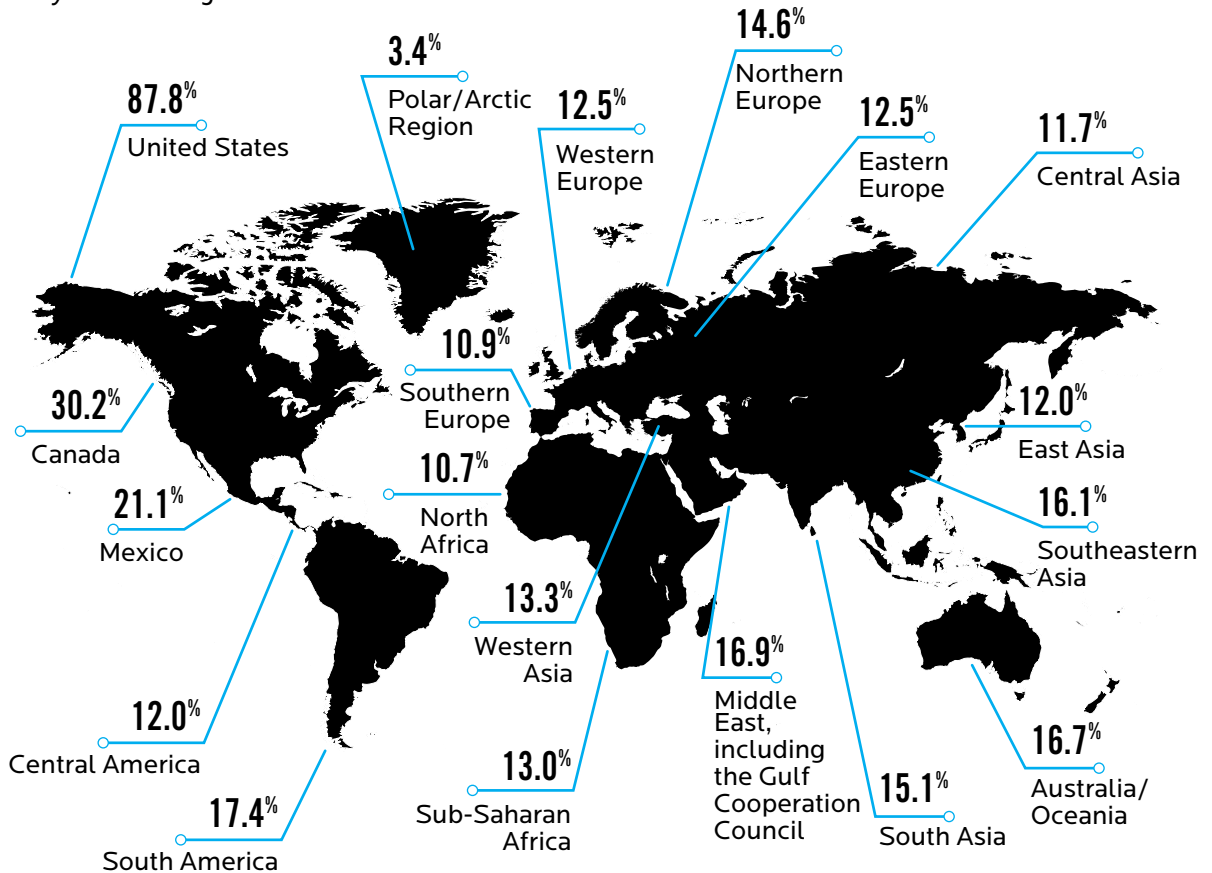 14.6%
Northern
Europe
3.4%
Polar/Arctic
Region
87.8%
United States
12.5%
Western
Europe
12.5%
Eastern
Europe
11.7%
Central Asia
10.9%
Southern
Europe
30.2%
Canada
12.0%
East Asia
21.1%
Mexico
10.7%
North
Africa
16.1%
Southeastern
Asia
13.3%
Western
Asia
16.9%
Middle
East,
including
the Gulf
Cooperation
Council
12.0%
Central America
13.0%
Sub-Saharan
Africa
16.7%
Australia/
Oceania
15.1%
South Asia
17.4%
South America